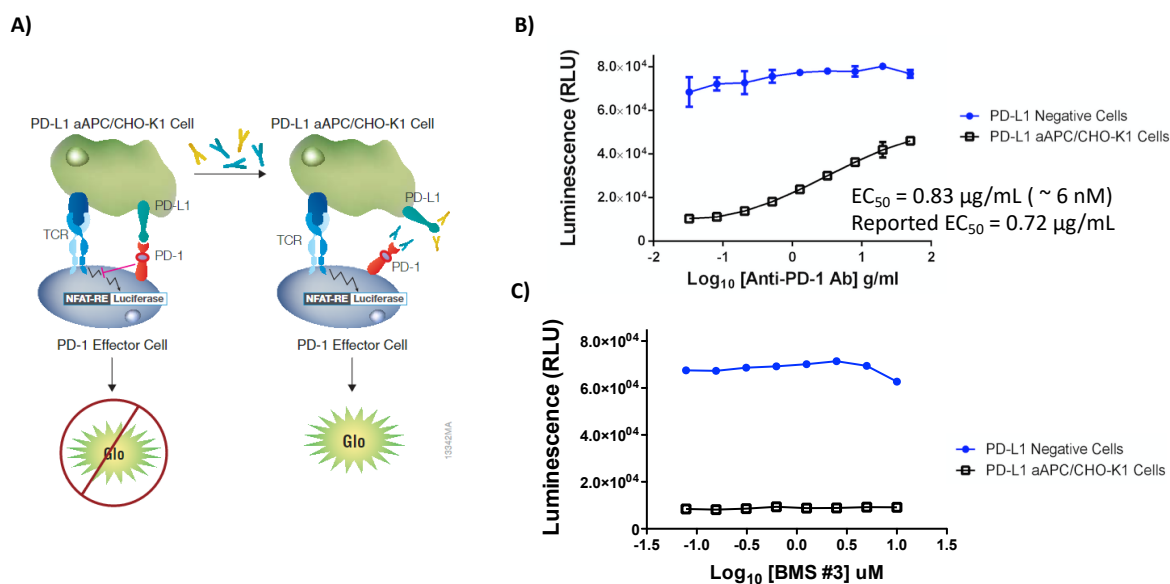 A)
PD-L1 aAPC/CHO-K1 Cell
PD-L1 aAPC/CHO-K1 Cell
PD-L1
TCR
PD-1
NFAT-RE Luciferase
PD-1 Effector Cell
Glo
PD-L1
TCR
PD-1
NFAT-RE Luciferase
PD-1 Effector Cell
Glo
13342MA
B)
Luminescence (RLU)
8.0×10⁴
6.0×10⁴
4.0×10⁴
2.0×10⁴
0
-2
-1
0
1
2
Log₁₀ [Anti-PD-1 Ab] g/ml
PD-L1 Negative Cells
PD-L1 aAPC/CHO-K1 Cells
EC₅₀ = 0.83 µg/mL ( ~ 6 nM)
Reported EC₅₀ = 0.72 µg/mL
C)
Luminescence (RLU)
8.0×10⁰⁴
6.0×10⁰⁴
4.0×10⁰⁴
2.0×10⁰⁴
0
-1.5
-1.0
-0.5
0.0
0.5
1.0
1.5
Log₁₀ [BMS #3] uM
PD-L1 Negative Cells
PD-L1 aAPC/CHO-K1 Cells